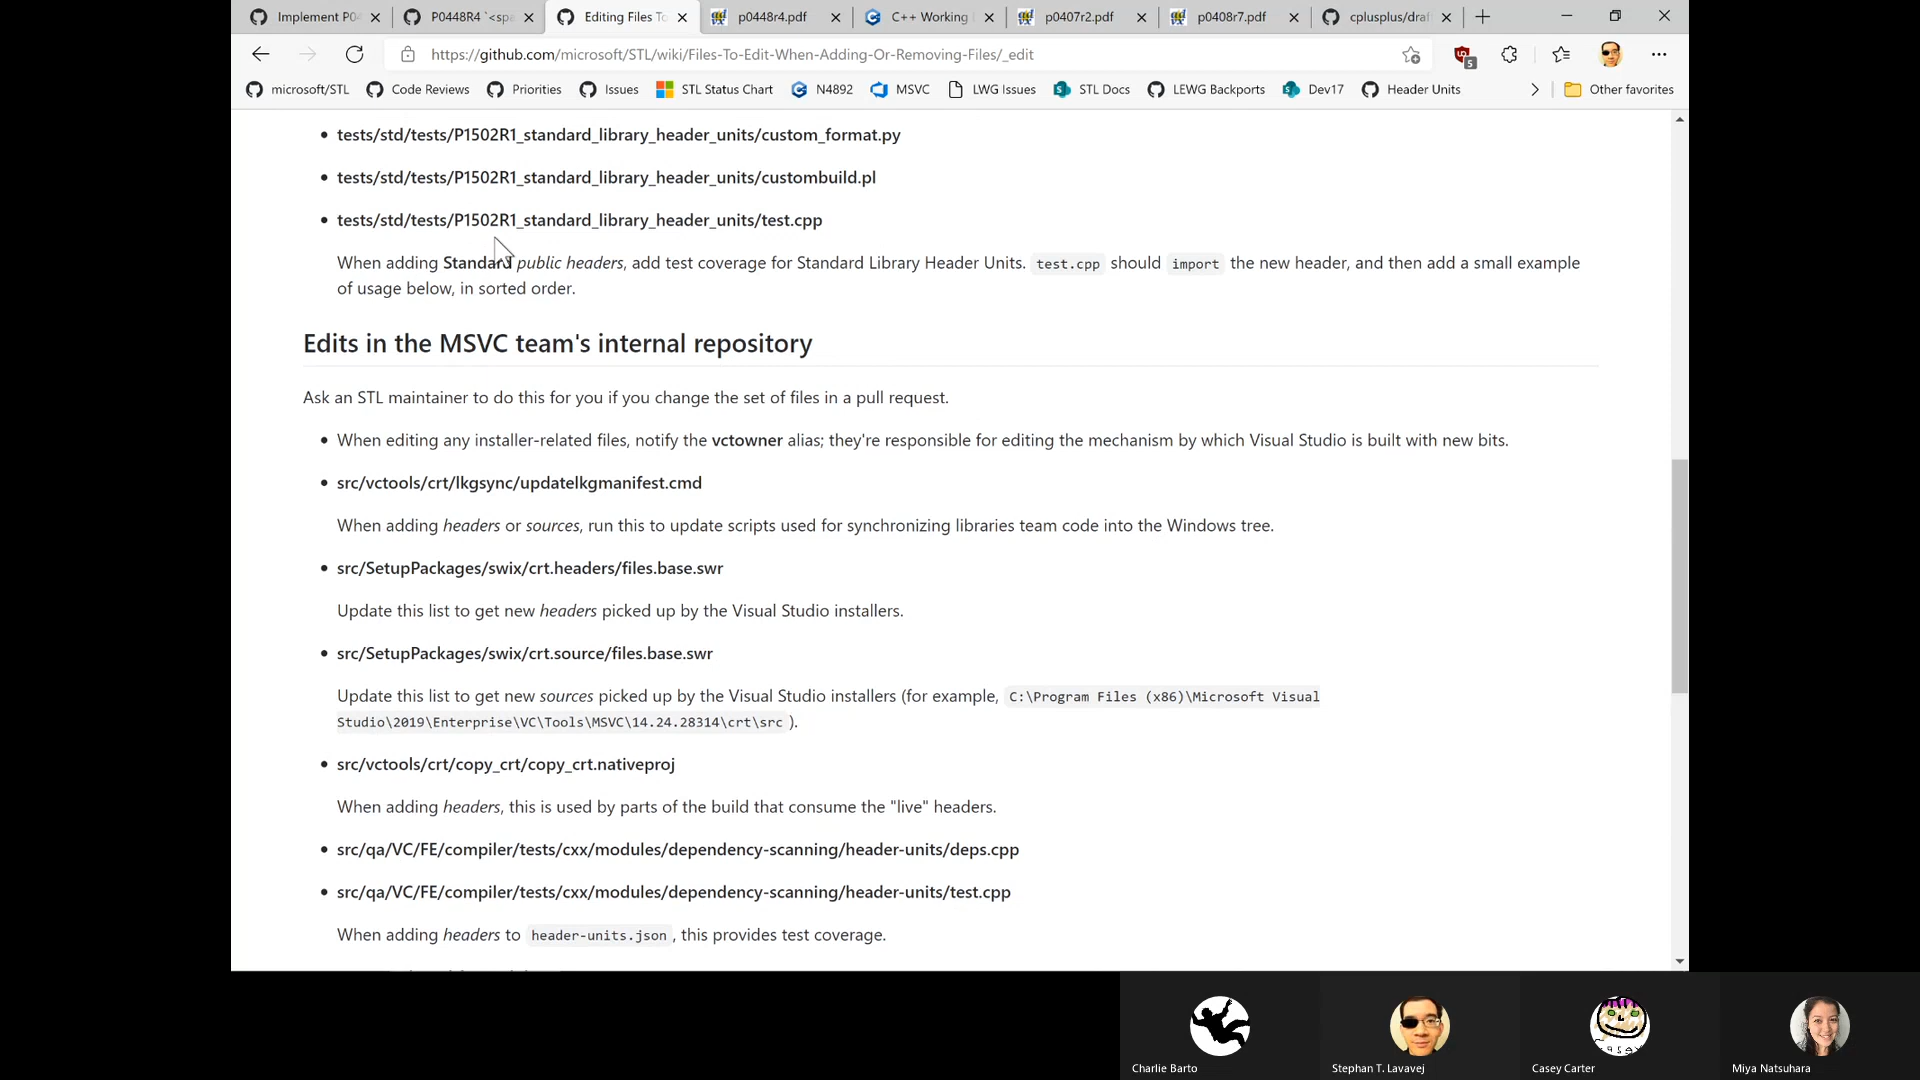 Implement P0
P0448R4 `<spa
Editing Files To
p0448r4.pdf
C++ Working
p0407r2.pdf
p0408r7.pdf
cplusplus/draf
https://github.com/microsoft/STL/wiki/Files-To-Edit-When-Adding-Or-Removing-Files/_edit
5
microsoft/STL
Code Reviews
Priorities
Issues
STL Status Chart
N4892
MSVC
LWG Issues
STL Docs
LEWG Backports
Dev17
Header Units
Other favorites
• tests/std/tests/P1502R1_standard_library_header_units/custom_format.py
• tests/std/tests/P1502R1_standard_library_header_units/custombuild.pl
• tests/std/tests/P1502R1_standard_library_header_units/test.cpp
When adding Standard public headers, add test coverage for Standard Library Header Units. test.cpp should import the new header, and then add a small example
of usage below, in sorted order.
Edits in the MSVC team's internal repository
Ask an STL maintainer to do this for you if you change the set of files in a pull request.
• When editing any installer-related files, notify the vctowner alias; they're responsible for editing the mechanism by which Visual Studio is built with new bits.
• src/vctools/crt/lkgsync/updatelkgmanifest.cmd
When adding headers or sources, run this to update scripts used for synchronizing libraries team code into the Windows tree.
• src/SetupPackages/swix/crt.headers/files.base.swr
Update this list to get new headers picked up by the Visual Studio installers.
• src/SetupPackages/swix/crt.source/files.base.swr
Update this list to get new sources picked up by the Visual Studio installers (for example, C:\Program Files (x86)\Microsoft Visual
Studio\2019\Enterprise\VC\Tools\MSVC\14.24.28314\crt\src ).
• src/vctools/crt/copy_crt/copy_crt.nativeproj
When adding headers, this is used by parts of the build that consume the "live" headers.
• src/qa/VC/FE/compiler/tests/cxx/modules/dependency-scanning/header-units/deps.cpp
• src/qa/VC/FE/compiler/tests/cxx/modules/dependency-scanning/header-units/test.cpp
When adding headers to header-units.json, this provides test coverage.
Charlie Barto
Stephan T. Lavavej
Casey Carter
Miya Natsuhara